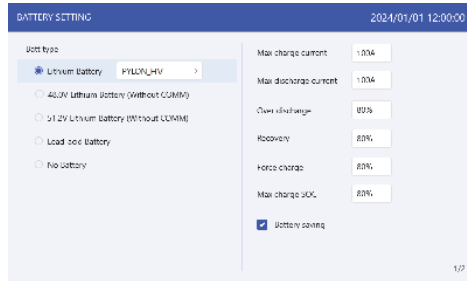 BATTERY SETTING
2024/01/01 12:00:00
Batt type
Lithium Battery PYLON_HV >
48.0V Lithium Battery (Without COMM)
51.2V Lithium Battery (Without COMM)
Lead-acid Battery
No Battery
Max charge current 100A
Max discharge current 100A
Over discharge 80%
Recovery 80%
Force charge 80%
Max charge SOC 80%
Battery saving
1/2